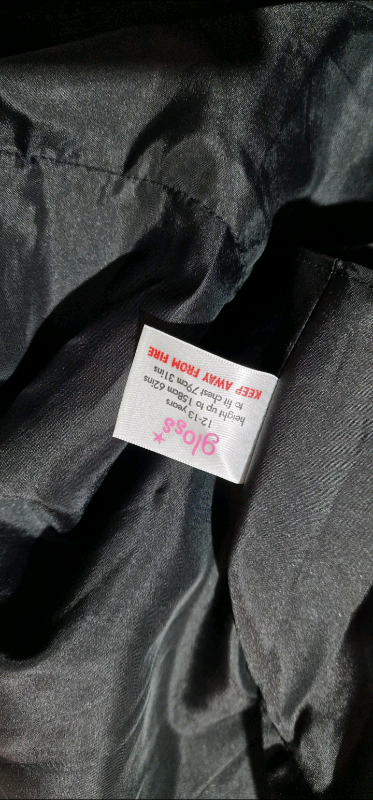 gloss*
12-13 years
height up to 158cm 62ins
to fit chest 79cm 31ins
KEEP AWAY FROM FIRE